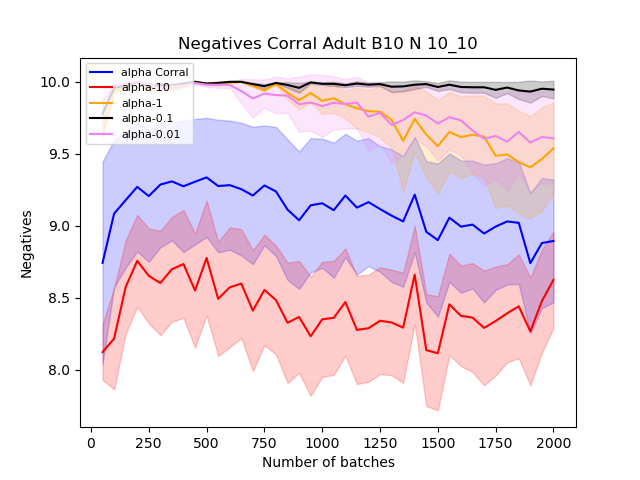 Negatives Corral Adult B10 N 10_10
alpha Corral
alpha-10
alpha-1
alpha-0.1
alpha-0.01
10.0
9.5
9.0
8.5
8.0
Negatives
0 250 500 750 1000 1250 1500 1750 2000
Number of batches